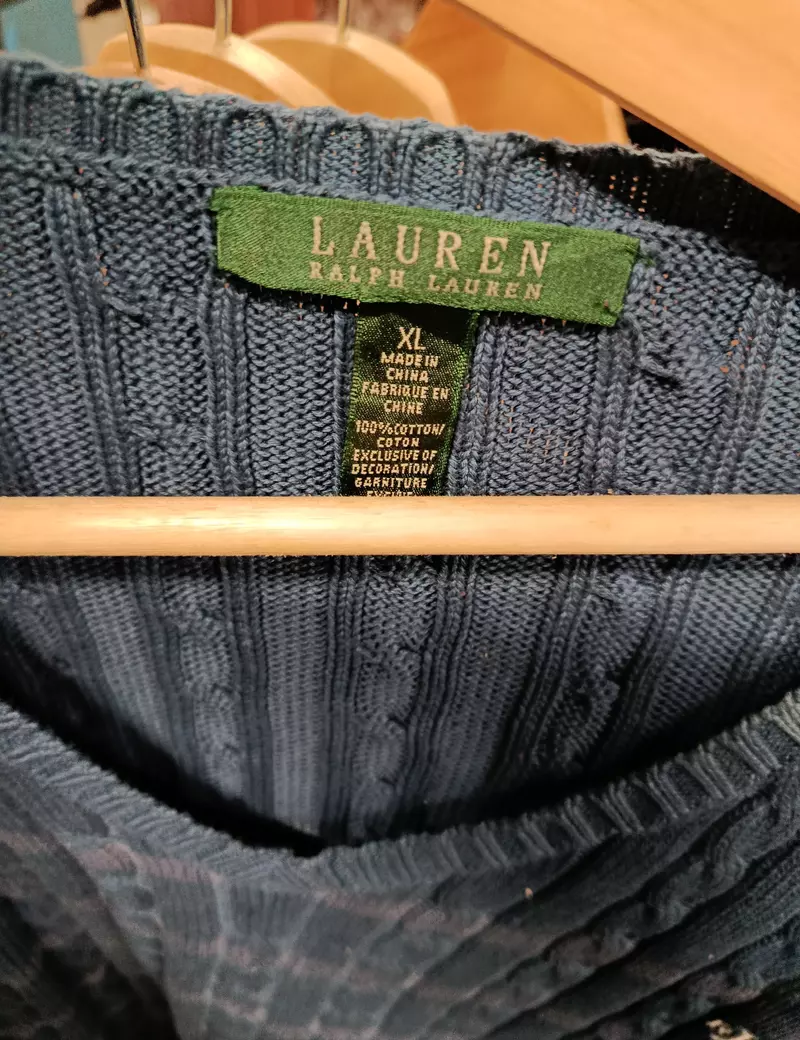 LAUREN
RALPH LAUREN
XL
MADE IN
CHINA
FABRIQUE EN
CHINE
100%COTTON/
COTON
EXCLUSIVE OF
DECORATION/
GARNITURE